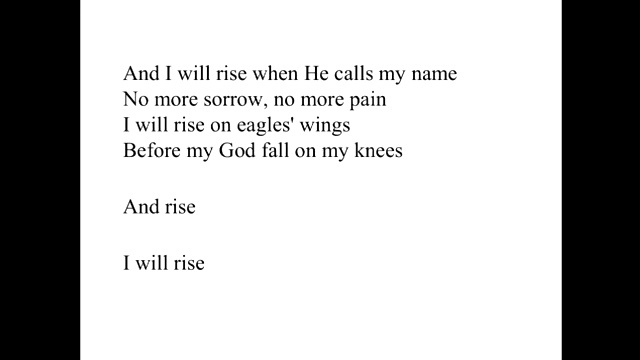 And I will rise when He calls my name
No more sorrow, no more pain
I will rise on eagles' wings
Before my God fall on my knees
And rise
I will rise